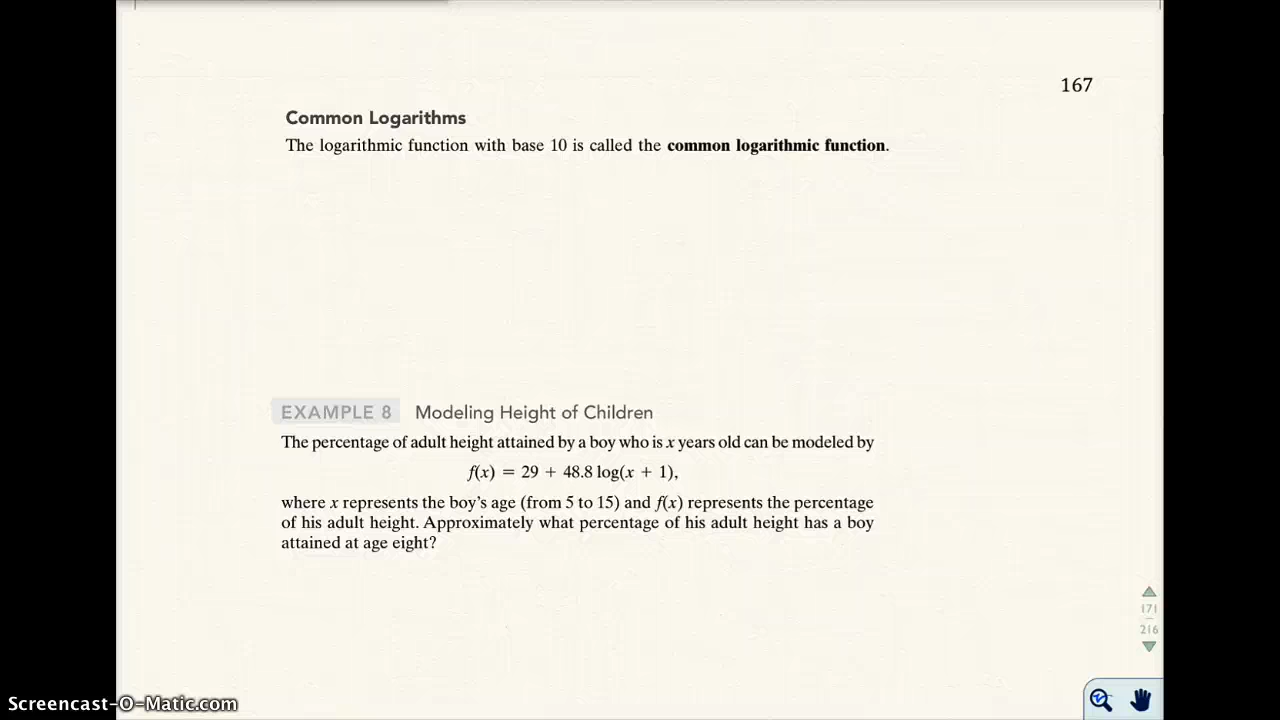 167
Common Logarithms
The logarithmic function with base 10 is called the common logarithmic function.
EXAMPLE 8 Modeling Height of Children
The percentage of adult height attained by a boy who is x years old can be modeled by
f(x) = 29 + 48.8 log(x + 1),
where x represents the boy's age (from 5 to 15) and f(x) represents the percentage
of his adult height. Approximately what percentage of his adult height has a boy
attained at age eight?
171
216
Screencast-O-Matic.com